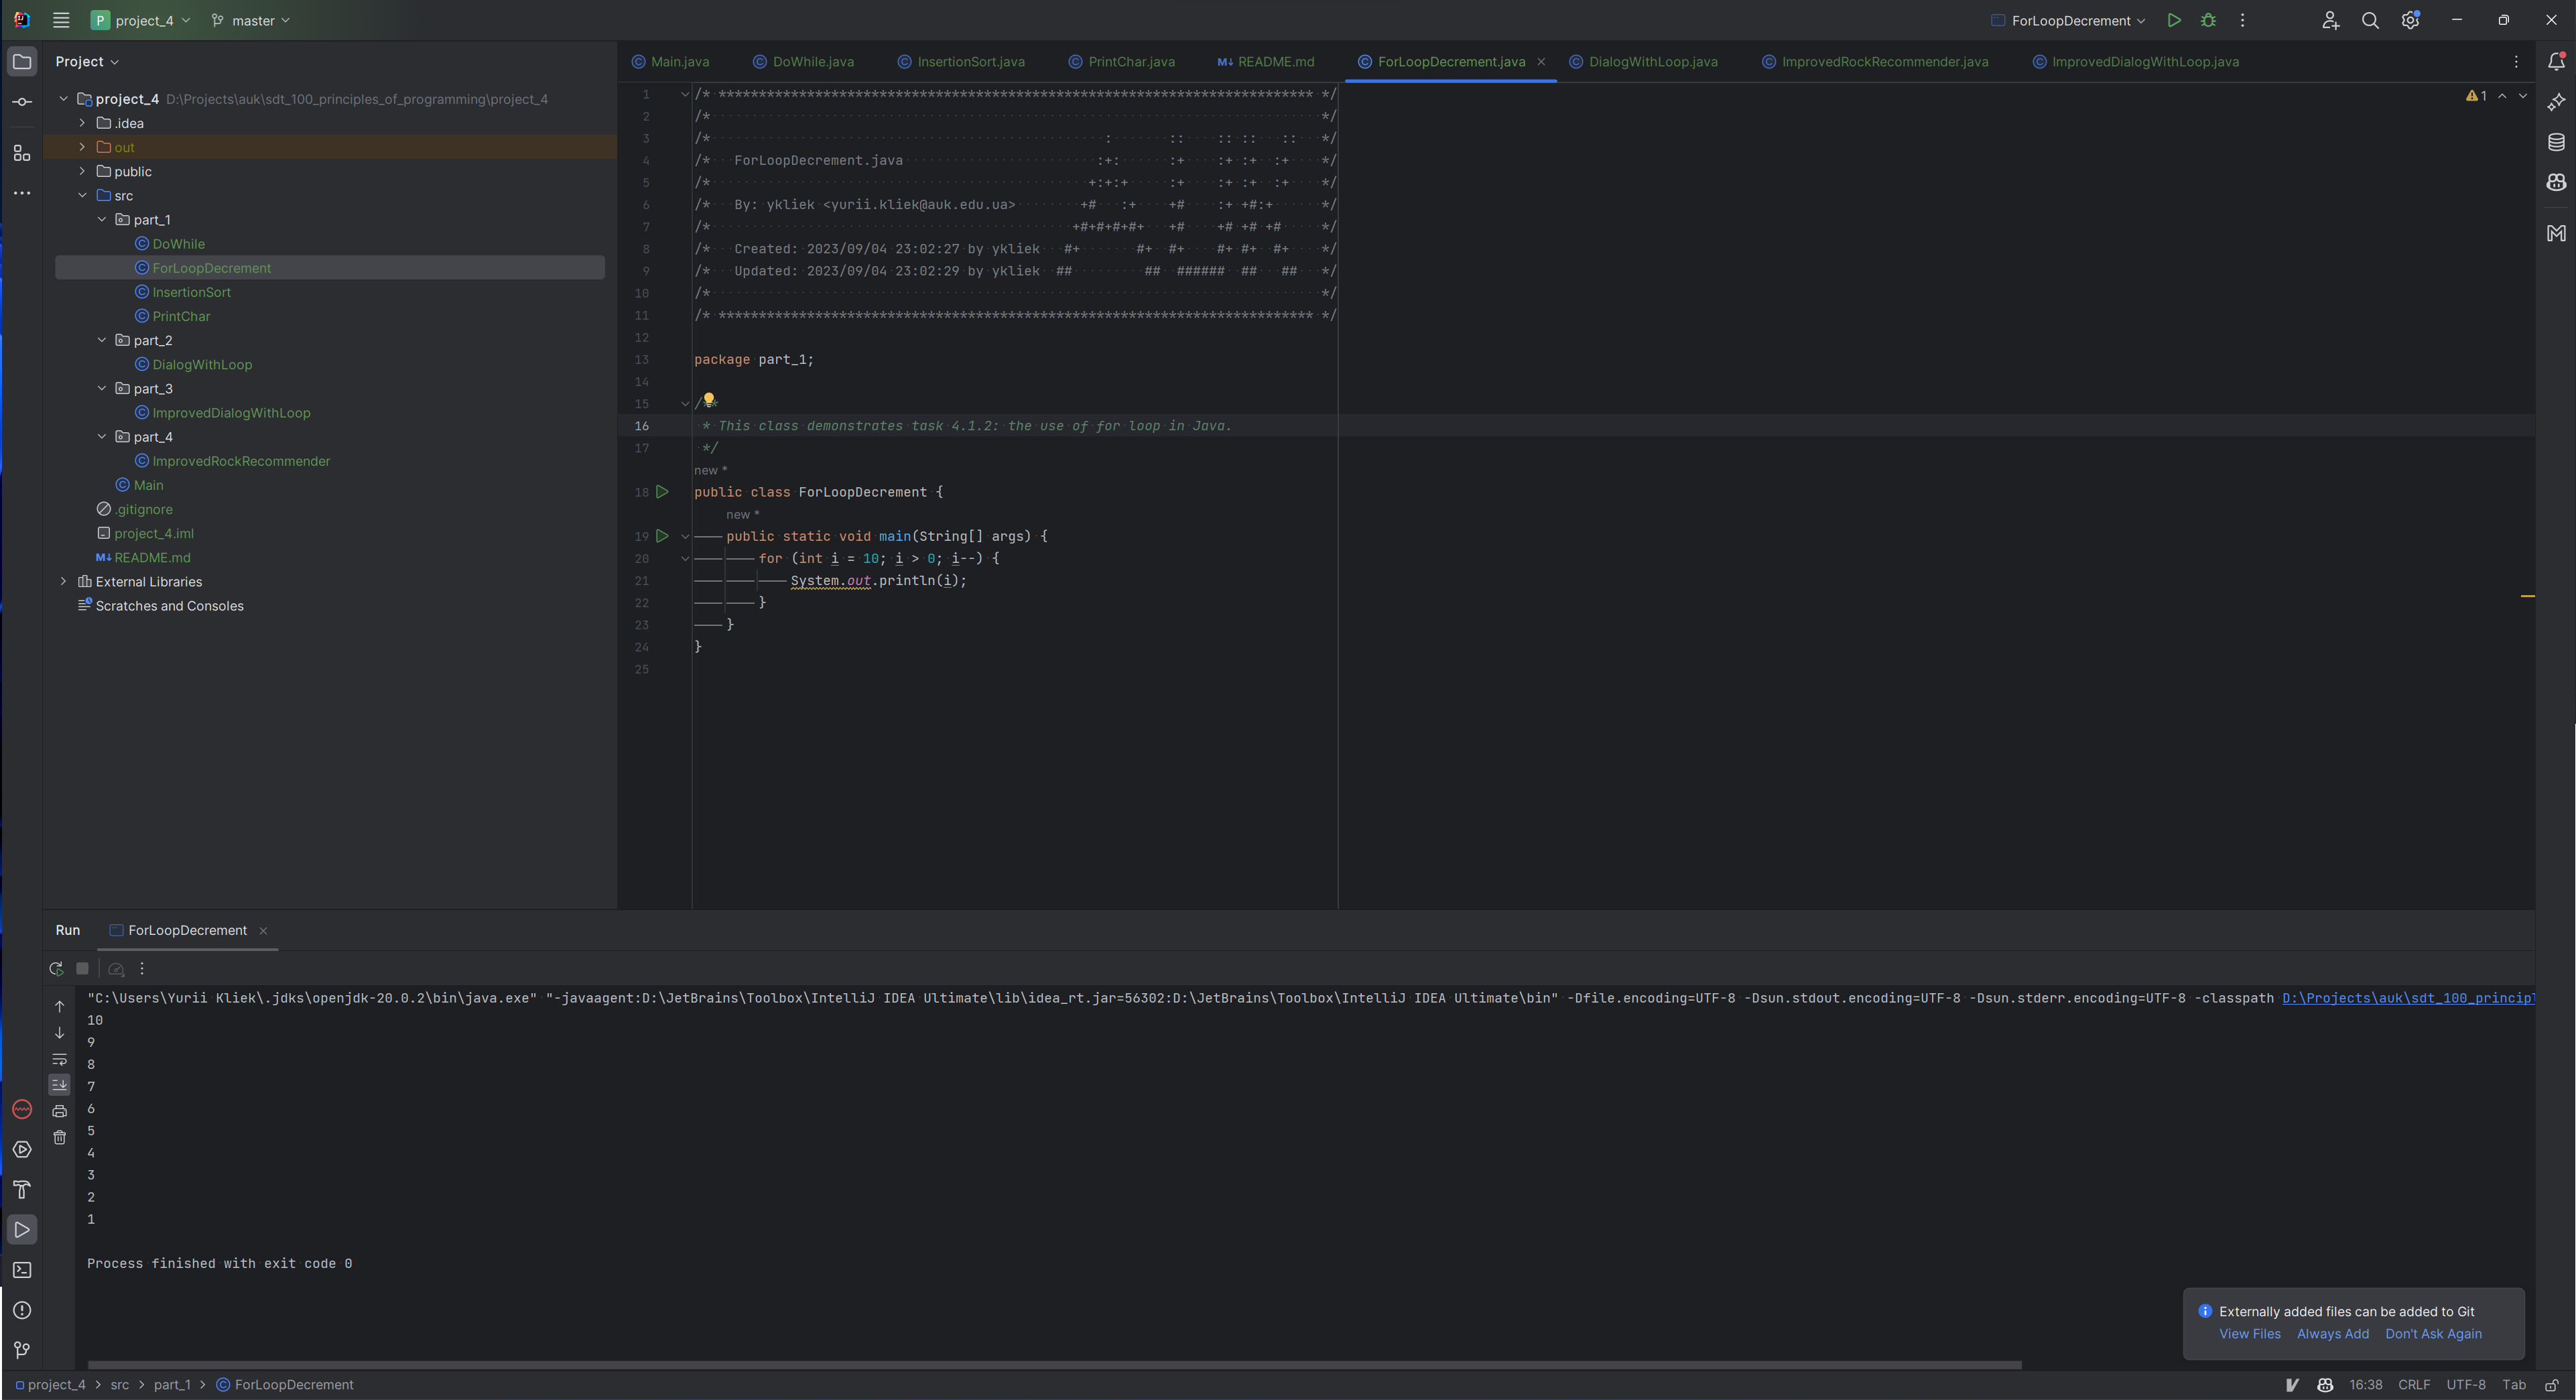 P project_4 master ForLoopDecrement
Project
Main.java DoWhile.java InsertionSort.java PrintChar.java M↓ README.md ForLoopDecrement.java DialogWithLoop.java ImprovedRockRecommender.java ImprovedDialogWithLoop.java
project_4 D:\Projects\auk\sdt_100_principles_of_programming\project_4
.idea
out
public
src
part_1
DoWhile
ForLoopDecrement
InsertionSort
PrintChar
part_2
DialogWithLoop
part_3
ImprovedDialogWithLoop
part_4
ImprovedRockRecommender
Main
.gitignore
project_4.iml
M↓ README.md
External Libraries
Scratches and Consoles
1 /* ************************************************************************** */
2 /* */
3 /* : :: :: :: :: */
4 /* ForLoopDecrement.java :+: :+ :+ :+ :+ */
5 /* +:+:+ :+ :+ :+ :+ */
6 /* By: ykliek <yurii.kliek@auk.edu.ua> +# :+ +# :+ +#:+ */
7 /* +#+#+#+#+ +# +# +# +# */
8 /* Created: 2023/09/04 23:02:27 by ykliek #+ #+ #+ #+ #+ #+ */
9 /* Updated: 2023/09/04 23:02:29 by ykliek ## ## ###### ## ## */
10 /* */
11 /* ************************************************************************** */
12
13 package part_1;
14
15 /**
16 * This class demonstrates task 4.1.2: the use of for loop in Java.
17 */
new *
18 public class ForLoopDecrement {
new *
19 public static void main(String[] args) {
20 for (int i = 10; i > 0; i--) {
21 System.out.println(i);
22 }
23 }
24 }
25
1
Run ForLoopDecrement
"C:\Users\Yurii Kliek\.jdks\openjdk-20.0.2\bin\java.exe" "-javaagent:D:\JetBrains\Toolbox\IntelliJ IDEA Ultimate\lib\idea_rt.jar=56302:D:\JetBrains\Toolbox\IntelliJ IDEA Ultimate\bin" -Dfile.encoding=UTF-8 -Dsun.stdout.encoding=UTF-8 -Dsun.stderr.encoding=UTF-8 -classpath D:\Projects\auk\sdt_100_princip
10
9
8
7
6
5
4
3
2
1
Process finished with exit code 0
Externally added files can be added to Git
View Files Always Add Don't Ask Again
project_4 > src > part_1 > ForLoopDecrement 16:38 CRLF UTF-8 Tab